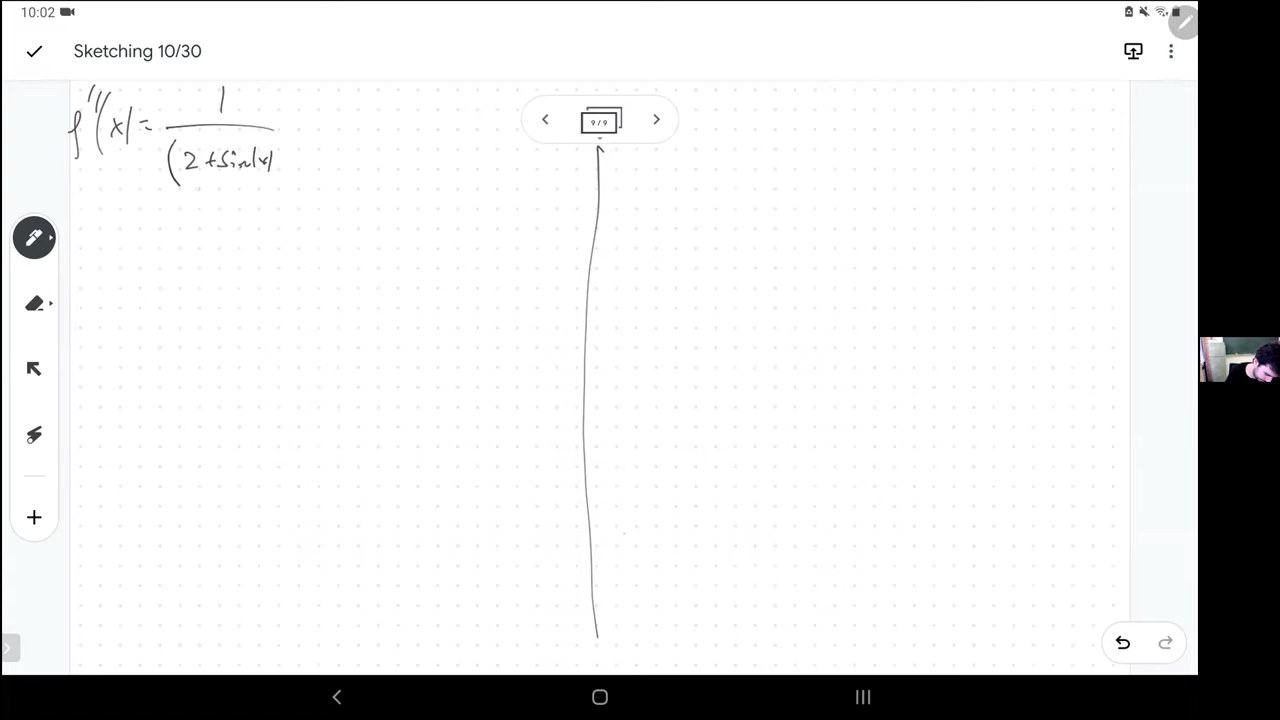 10:02
Sketching 10/30
f''(x) = 1
(2 + sin(x)
9/9